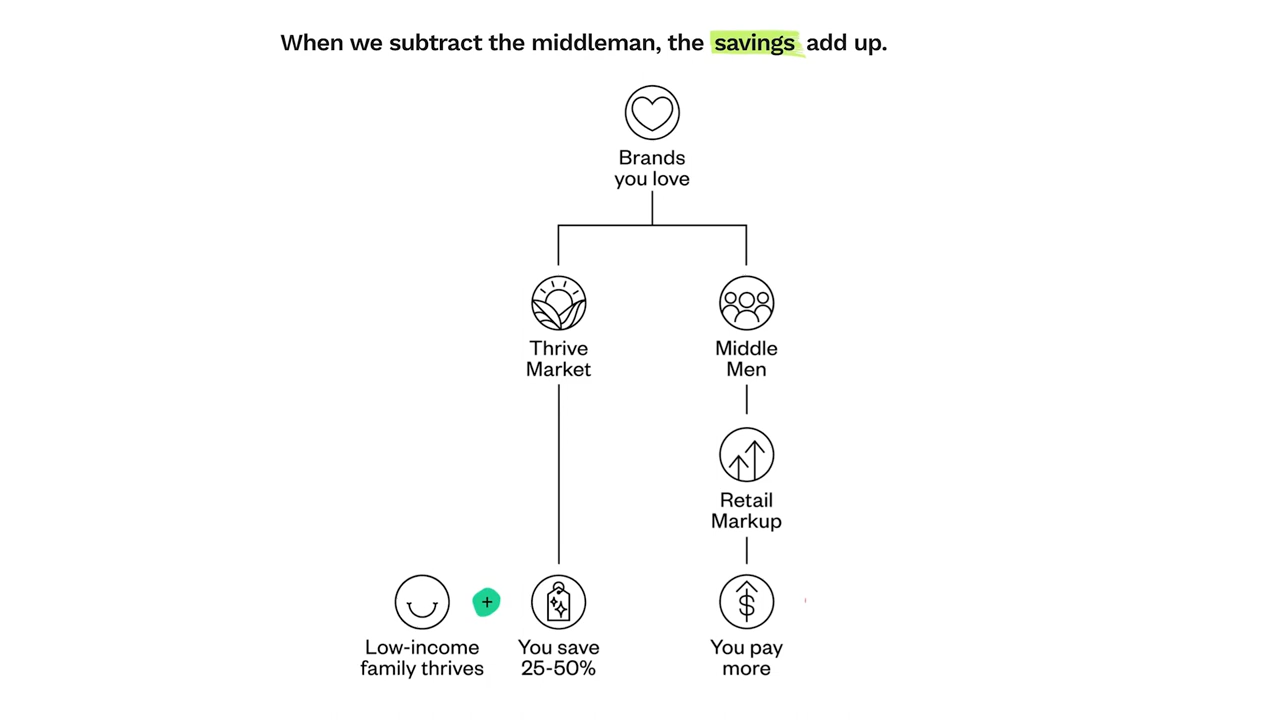 When we subtract the middleman, the savings add up.
Brands
you love
Thrive
Market
Middle
Men
Retail
Markup
+
$
Low-income
family thrives
You save
25-50%
You pay
more